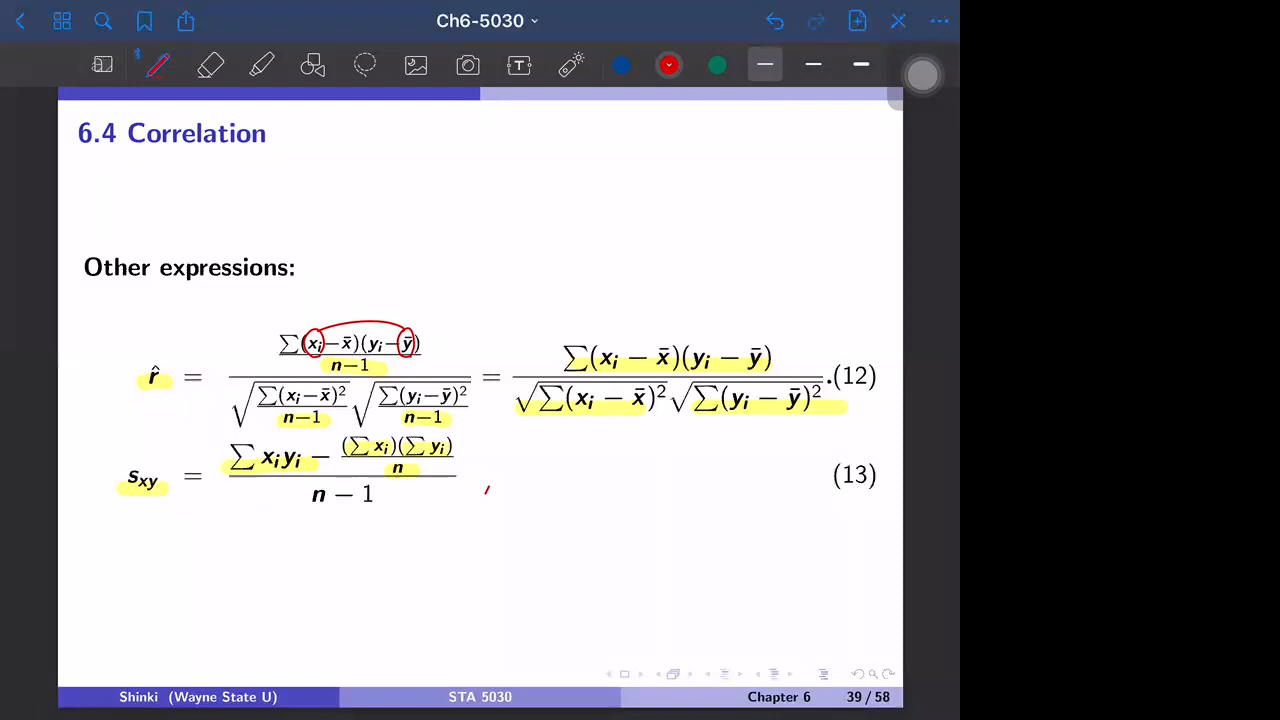 Ch6-5030
6.4 Correlation
Other expressions:
r̂ = (∑(xᵢ−x̄)(yᵢ−ȳ) / n−1) / (√(∑(xᵢ−x̄)² / n−1) √(∑(yᵢ−ȳ)² / n−1)) = ∑(xᵢ − x̄)(yᵢ − ȳ) / (√∑(xᵢ − x̄)² √∑(yᵢ − ȳ)²) .(12)
sₓᵧ = (∑ xᵢyᵢ − (∑ xᵢ)(∑ yᵢ) / n) / (n − 1) (13)
Shinki (Wayne State U) STA 5030 Chapter 6 39 / 58